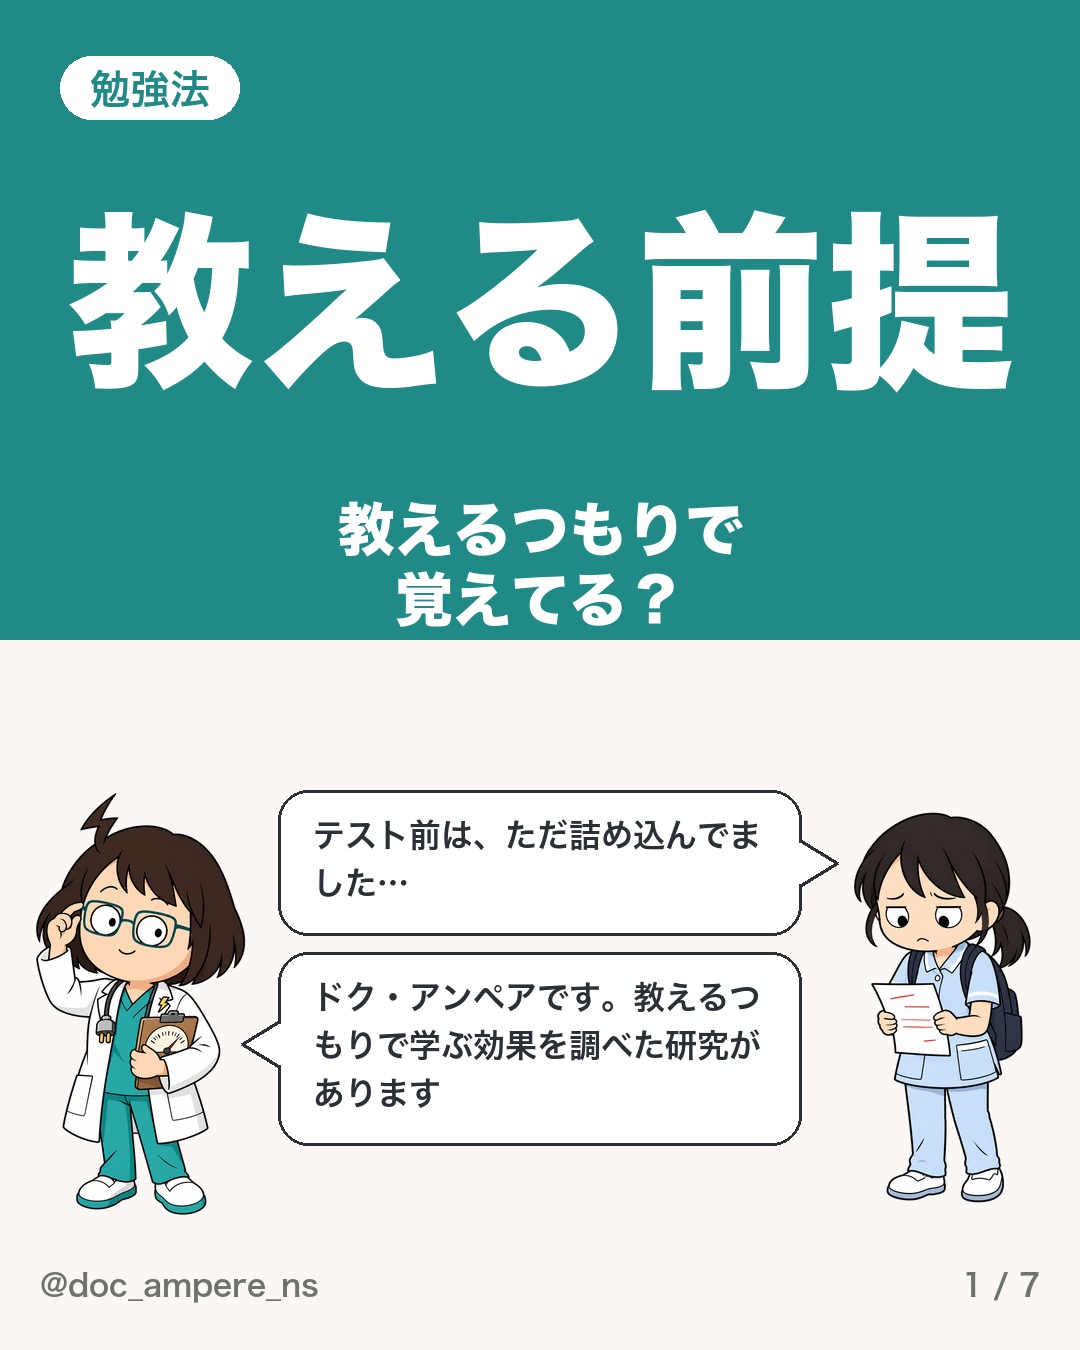 勉強法
教える前提
教えるつもりで
覚えてる？
テスト前は、ただ詰め込んでま
した…
ドク・アンペアです。教えるつ
もりで学ぶ効果を調べた研究が
あります
@doc_ampere_ns
1 / 7